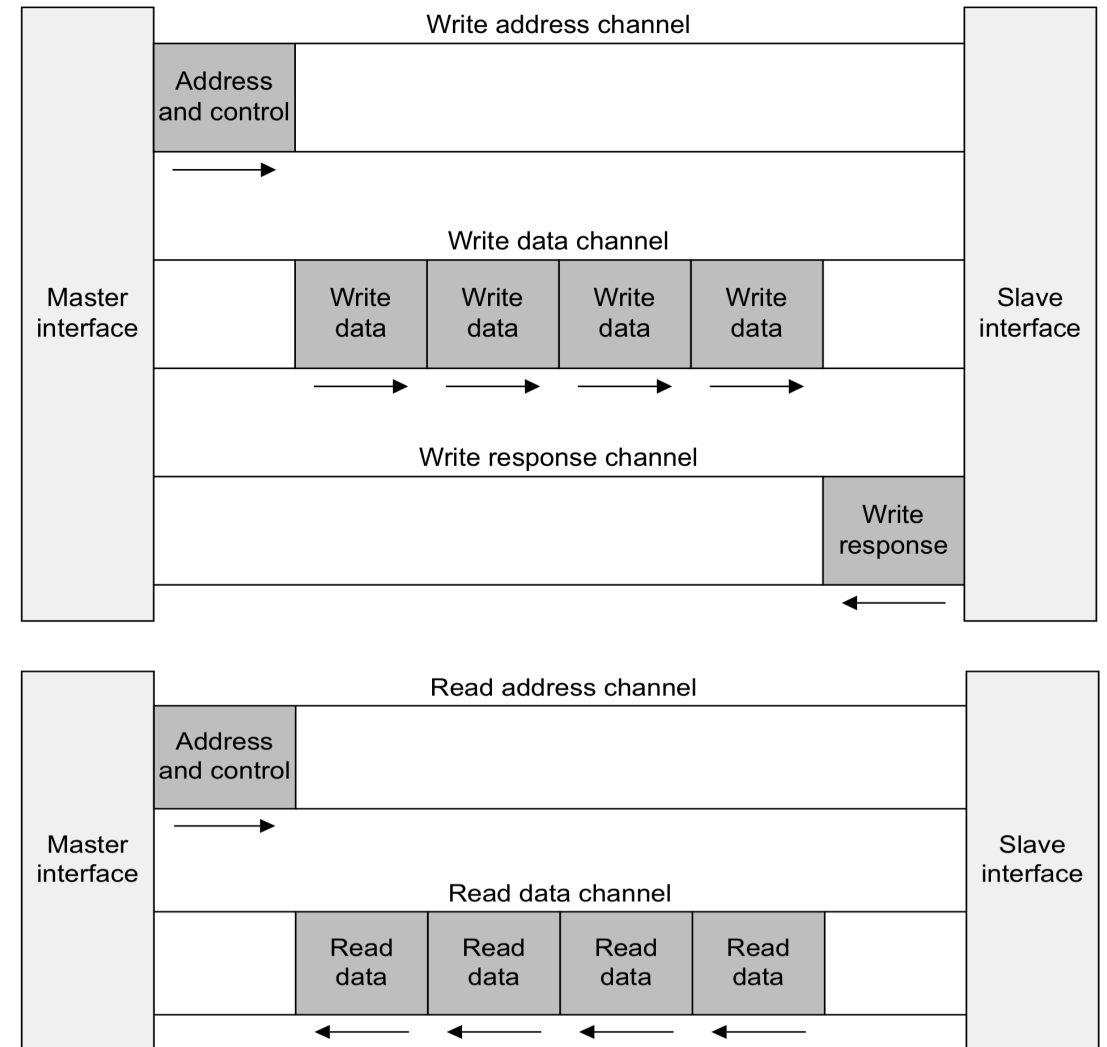 Write address channel
Address
and control
Write data channel
Master
interface
Write
data
Write
data
Write
data
Write
data
Slave
interface
Write response channel
Write
response
Read address channel
Address
and control
Master
interface
Slave
interface
Read data channel
Read
data
Read
data
Read
data
Read
data